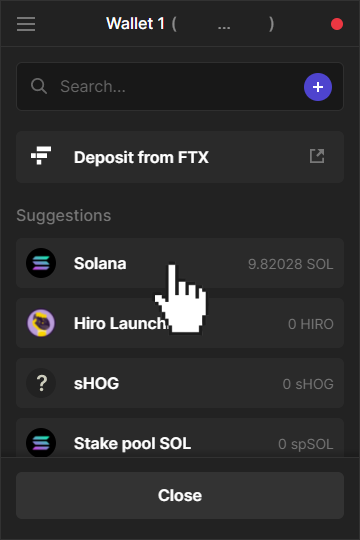 Wallet 1 ( ... )
Search...
Deposit from FTX
Suggestions
Solana 9.82028 SOL
Hiro Launch 0 HIRO
? sHOG 0 sHOG
Stake pool SOL 0 spSOL
Close